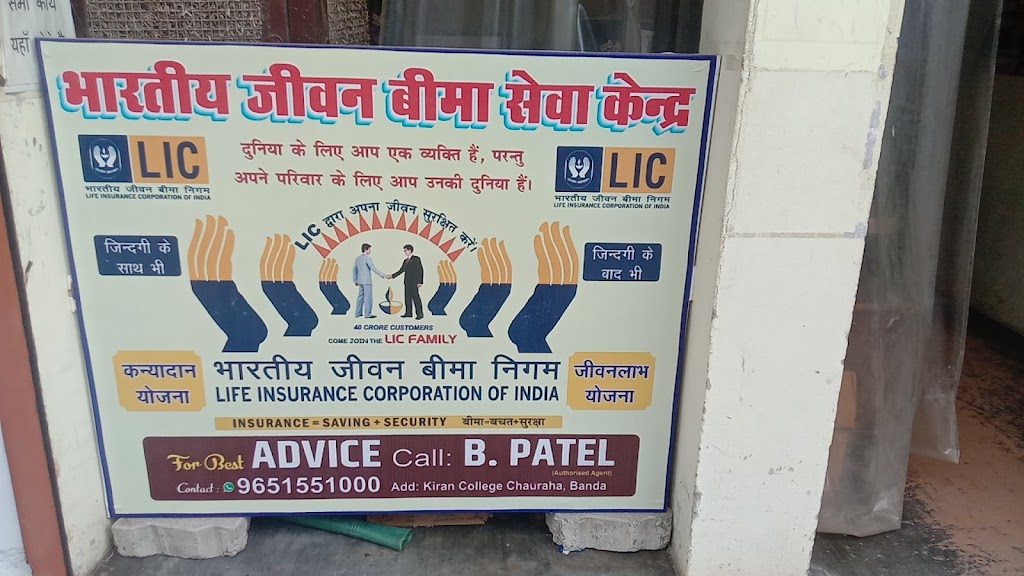 यहाँ
भारतीय जीवन बीमा सेवा केन्द्र
LIC
भारतीय जीवन बीमा निगम
LIFE INSURANCE CORPORATION OF INDIA
दुनिया के लिए आप एक व्यक्ति हैं, परन्तु
अपने परिवार के लिए आप उनकी दुनिया हैं।
LIC
भारतीय जीवन बीमा निगम
LIFE INSURANCE CORPORATION OF INDIA
LIC द्वारा अपना जीवन सुरक्षित करें
जिन्दगी के
साथ भी
जिन्दगी के
बाद भी
40 CRORE CUSTOMERS
COME JOIN THE LIC FAMILY
कन्यादान
योजना
भारतीय जीवन बीमा निगम
LIFE INSURANCE CORPORATION OF INDIA
जीवनलाभ
योजना
INSURANCE = SAVING + SECURITY बीमा=बचत+सुरक्षा
For Best ADVICE Call: B. PATEL
(Authorised Agent)
Contact : 9651551000 Add: Kiran College Chauraha, Banda